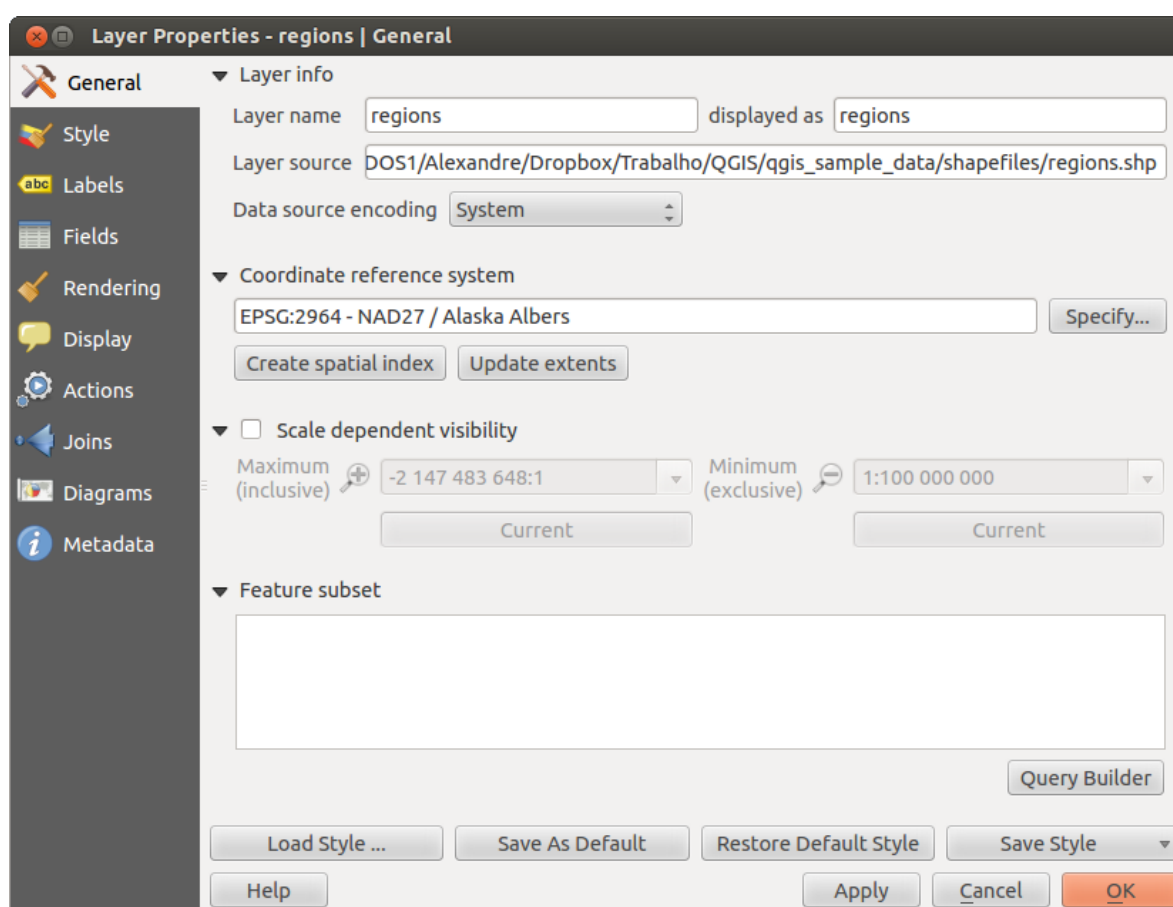 Layer Properties - regions | General
General
Style
abc Labels
Fields
Rendering
Display
Actions
Joins
Diagrams
i Metadata
Layer info
Layer name regions displayed as regions
Layer source DOS1/Alexandre/Dropbox/Trabalho/QGIS/qgis_sample_data/shapefiles/regions.shp
Data source encoding System
Coordinate reference system
EPSG:2964 - NAD27 / Alaska Albers Specify...
Create spatial index Update extents
Scale dependent visibility
Maximum (inclusive) -2 147 483 648:1 Minimum (exclusive) 1:100 000 000
Current Current
Feature subset
Query Builder
Load Style ... Save As Default Restore Default Style Save Style
Help Apply Cancel OK